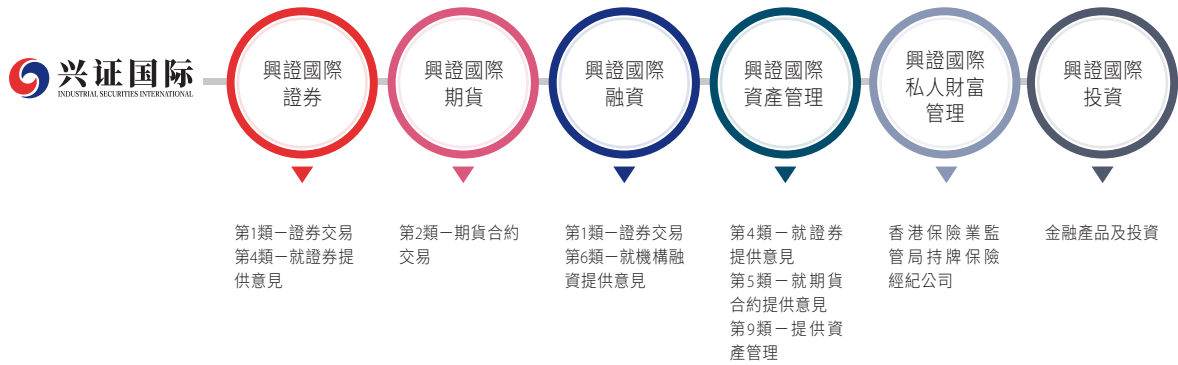 兴证国际
INDUSTRIAL SECURITIES INTERNATIONAL
興證國際
證券
興證國際
期貨
興證國際
融資
興證國際
資產管理
興證國際
私人財富
管理
興證國際
投資
第1類－證券交易
第4類－就證券提
供意見
第2類－期貨合約
交易
第1類－證券交易
第6類－就機構融
資提供意見
第4類－就證券
提供意見
第5類－就期貨
合約提供意見
第9類－提供資
產管理
香港保險業監
管局持牌保險
經紀公司
金融產品及投資